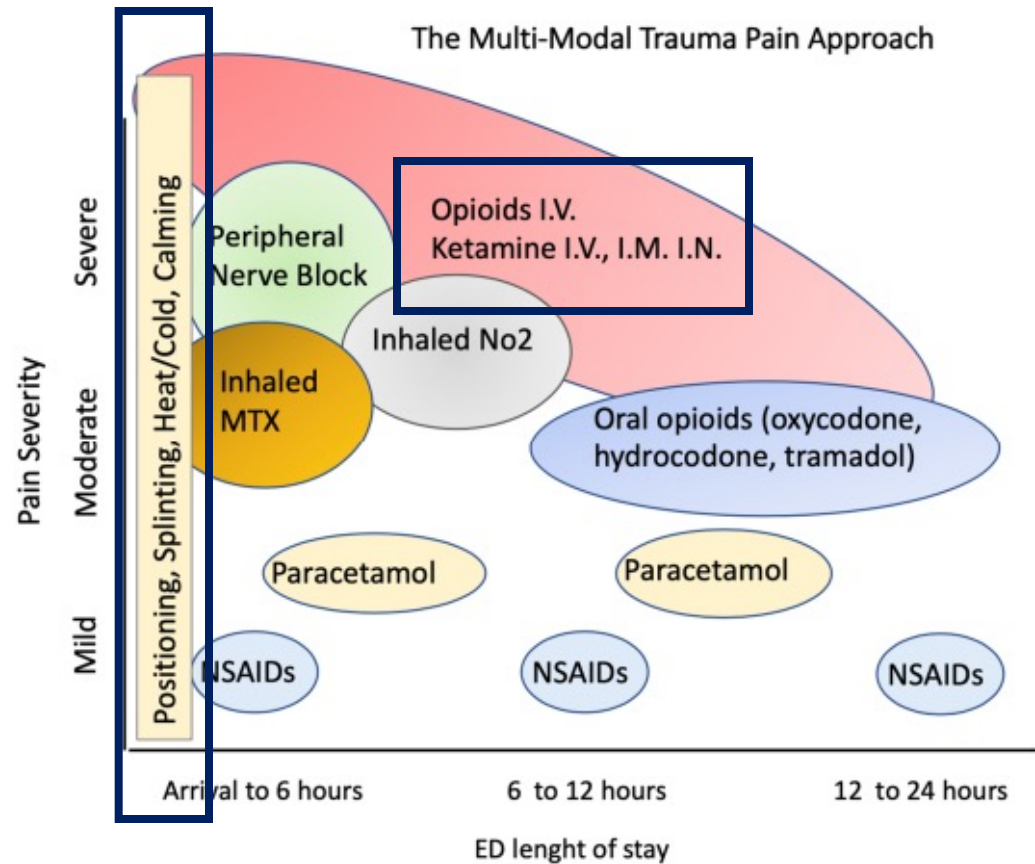 The Multi-Modal Trauma Pain Approach
Pain Severity
Severe
Moderate
Mild
Positioning, Splinting, Heat/Cold, Calming
Peripheral
Nerve Block
Opioids I.V.
Ketamine I.V., I.M. I.N.
Inhaled No2
Inhaled
MTX
Oral opioids (oxycodone,
hydrocodone, tramadol)
Paracetamol
Paracetamol
NSAIDs
NSAIDs
NSAIDs
Arrival to 6 hours
6 to 12 hours
12 to 24 hours
ED lenght of stay